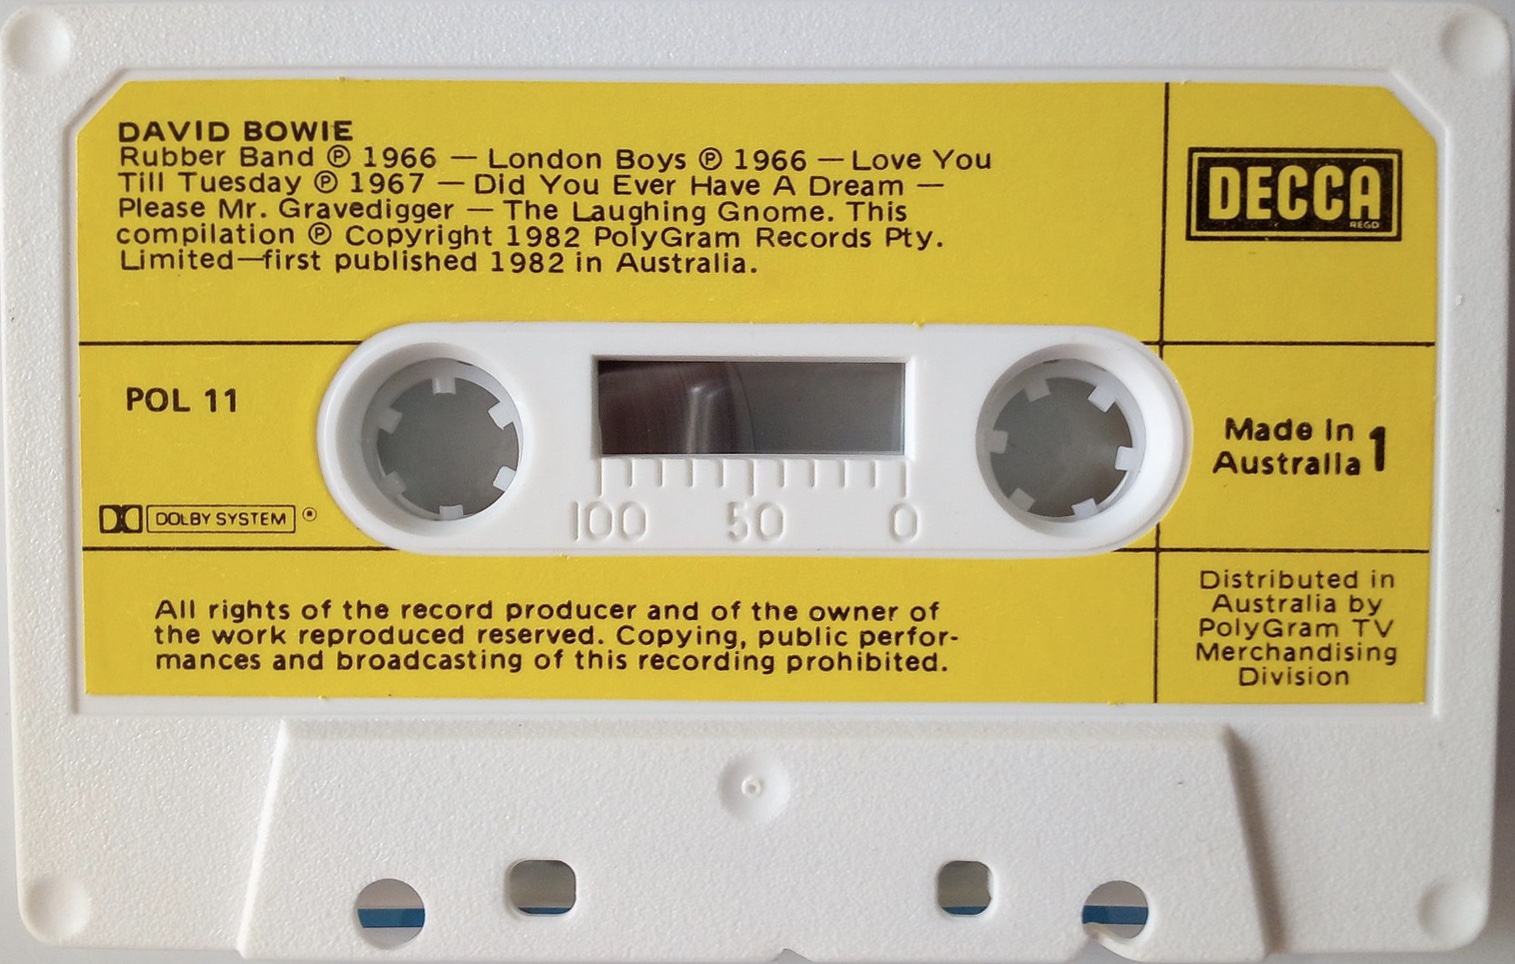 DAVID BOWIE
Rubber Band ℗ 1966 — London Boys ℗ 1966 — Love You
Till Tuesday ℗ 1967 — Did You Ever Have A Dream —
Please Mr. Gravedigger — The Laughing Gnome. This
compilation ℗ Copyright 1982 PolyGram Records Pty.
Limited—first published 1982 in Australia.
DECCA
REGD
POL 11
Made in
Australia
1
DOLBY SYSTEM ®
100 50 0
All rights of the record producer and of the owner of
the work reproduced reserved. Copying, public perfor-
mances and broadcasting of this recording prohibited.
Distributed in
Australia by
PolyGram TV
Merchandising
Division